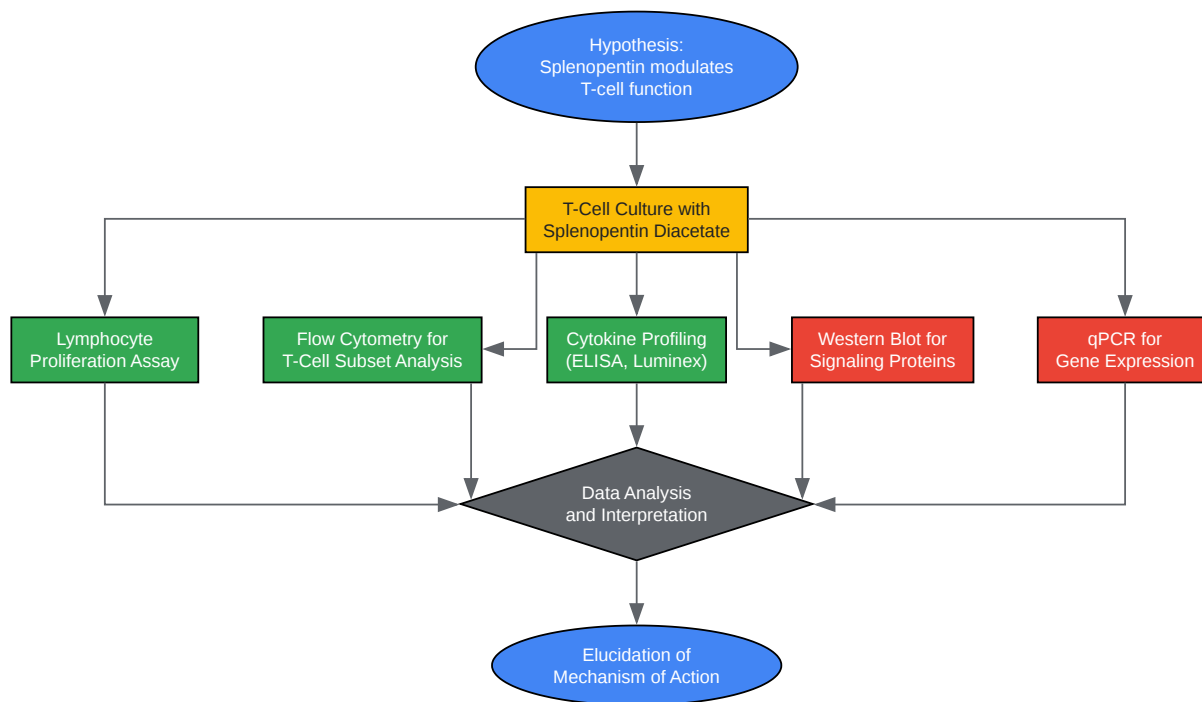 Hypothesis:
Splenopentin modulates
T-cell function
T-Cell Culture with
Splenopentin Diacetate
Lymphocyte
Proliferation Assay
Flow Cytometry for
T-Cell Subset Analysis
Cytokine Profiling
(ELISA, Luminex)
Western Blot for
Signaling Proteins
qPCR for
Gene Expression
Data Analysis
and Interpretation
Elucidation of
Mechanism of Action